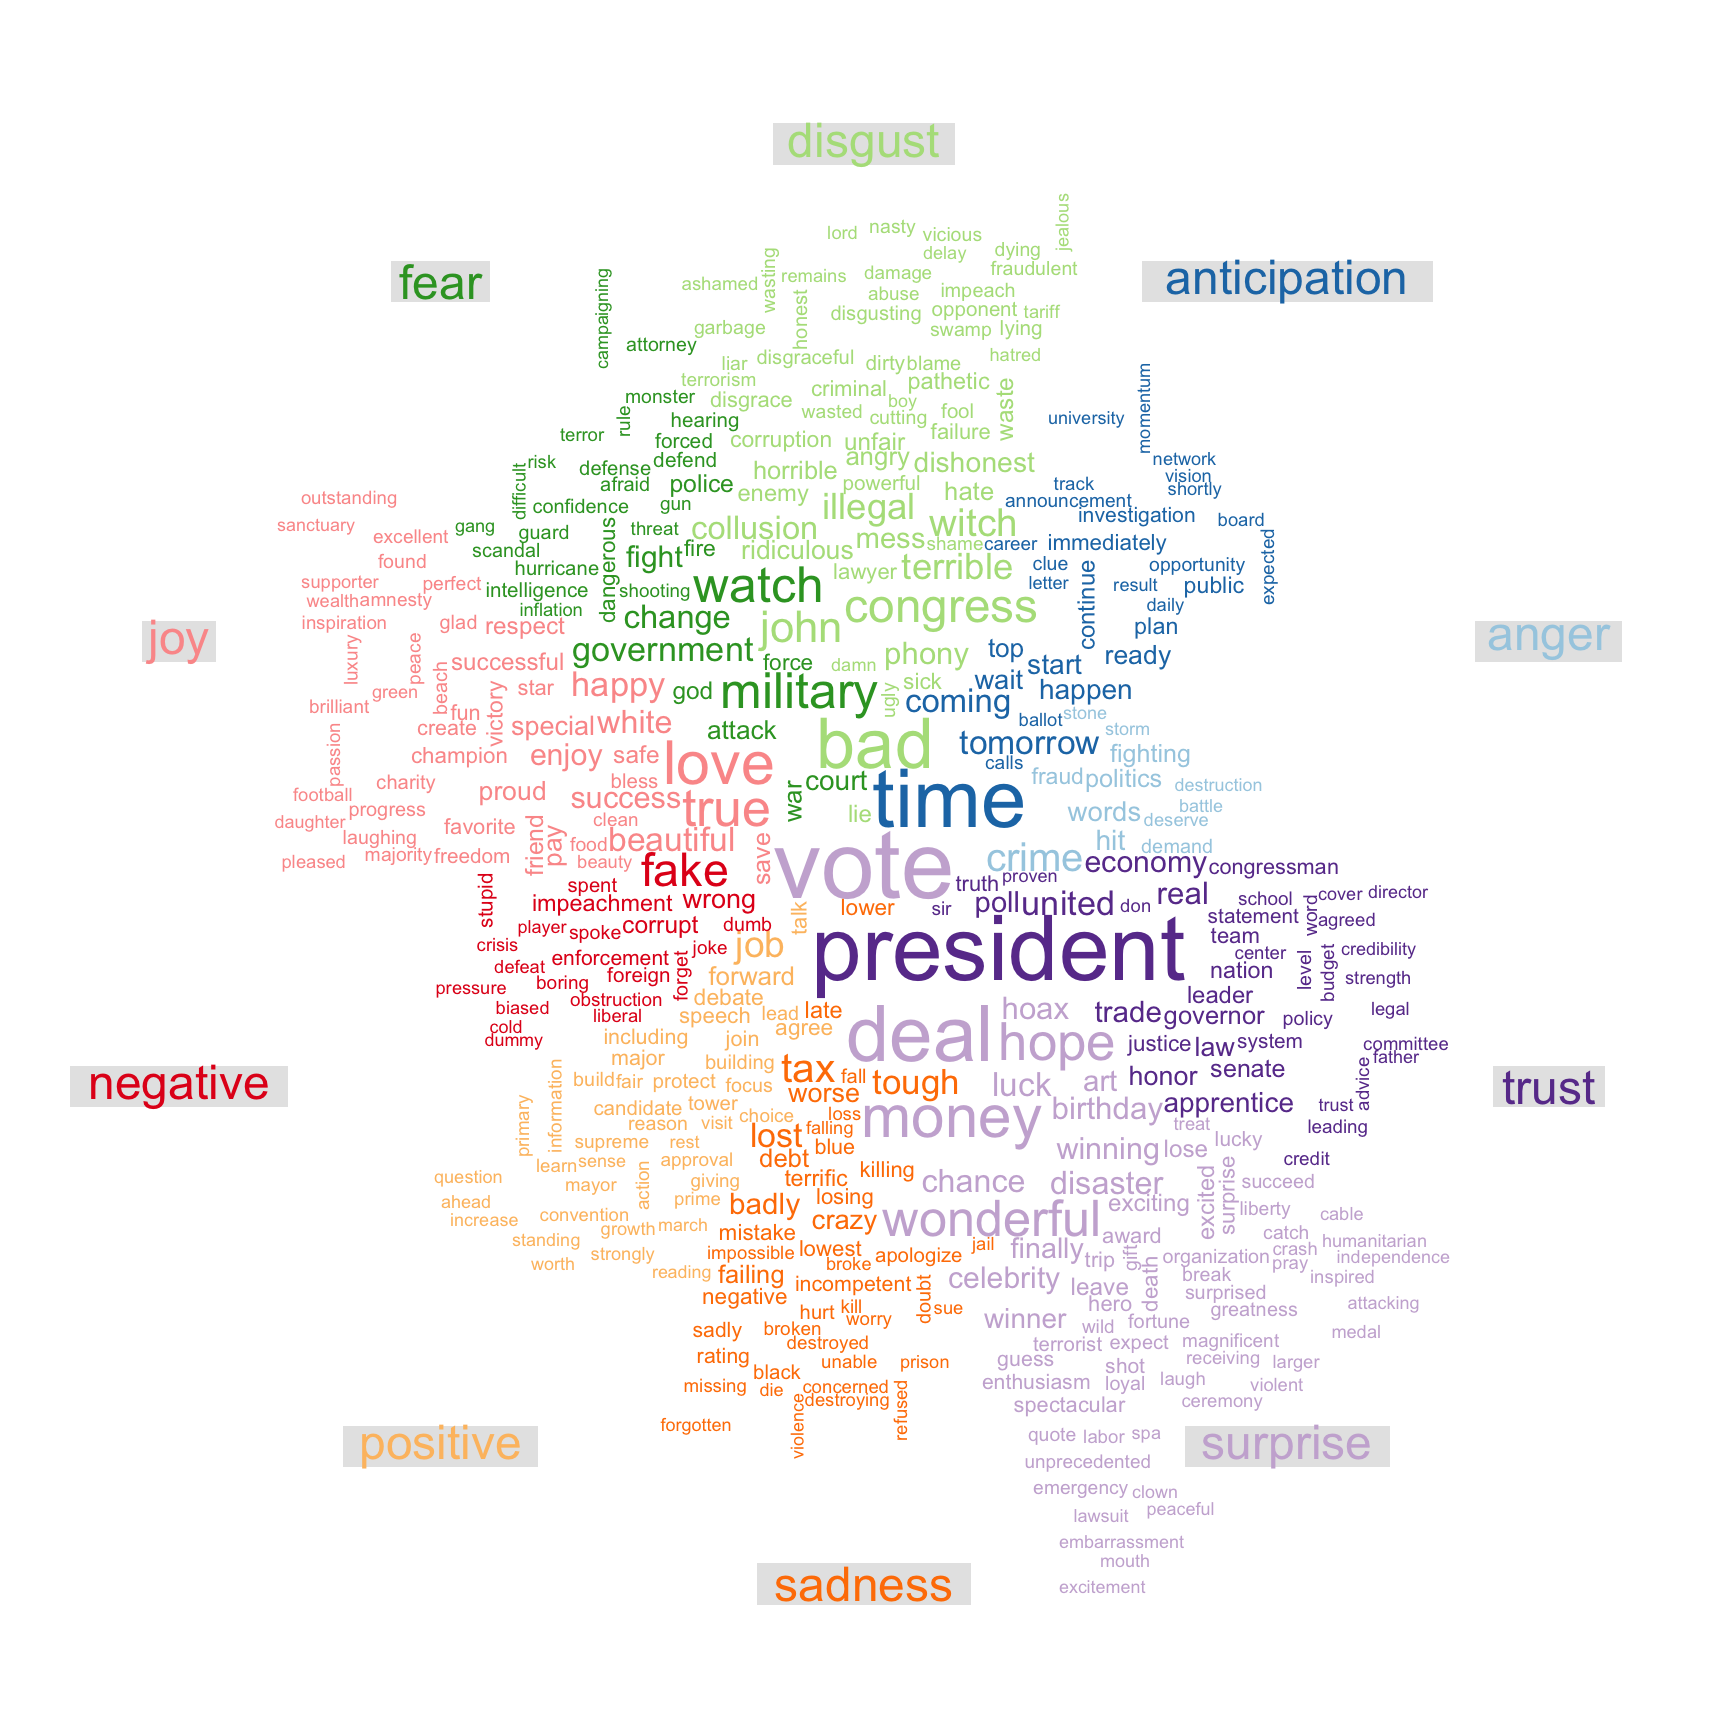 disgust
fear
anticipation
joy
anger
negative
trust
positive
surprise
sadness
jealous
lord
nasty
vicious
delay
dying
fraudulent
wasting
remains
damage
ashamed
abuse
impeach
honest
disgusting
opponent
tariff
garbage
swamp
lying
liar
disgraceful
dirty
blame
hatred
terrorism
criminal
pathetic
disgrace
boy
wasted
cutting
fool
waste
corruption
unfair
failure
horrible
angry
dishonest
enemy
powerful
hate
illegal
collusion
witch
ridiculous
mess
shame
lawyer
terrible
congress
john
phony
damn
sick
ugly
bad
lie
campaigning
attorney
monster
rule
hearing
terror
forced
risk
defense
defend
difficult
afraid
police
confidence
gun
gang
guard
threat
scandal
fight
fire
dangerous
hurricane
intelligence
shooting
watch
inflation
change
government
force
god
military
attack
court
war
momentum
university
network
vision
shortly
track
announcement
investigation
board
career
immediately
expected
clue
opportunity
letter
result
public
continue
daily
plan
top
start
ready
wait
happen
coming
ballot
tomorrow
calls
time
outstanding
sanctuary
excellent
found
supporter
perfect
wealth
amnesty
inspiration
glad
respect
luxury
peace
successful
beach
green
star
happy
brilliant
fun
victory
create
special
white
passion
champion
enjoy
safe
love
charity
bless
football
proud
success
true
progress
daughter
favorite
clean
laughing
friend
pay
food
beautiful
pleased
majority
freedom
beauty
save
stone
storm
fighting
fraud
politics
destruction
words
battle
deserve
hit
demand
crime
fake
stupid
spent
impeachment
wrong
player
spoke
corrupt
dumb
crisis
enforcement
joke
defeat
foreign
forget
pressure
boring
biased
obstruction
liberal
cold
dummy
economy
congressman
truth
proven
real
school
cover
director
sir
poll
united
don
statement
word
agreed
team
center
credibility
president
nation
level
budget
strength
leader
trade
governor
policy
legal
justice
law
system
committee
father
honor
senate
advice
apprentice
trust
leading
credit
talk
job
forward
debate
speech
lead
agree
including
join
major
building
build
fair
protect
focus
information
candidate
tower
choice
primary
reason
visit
supreme
rest
learn
sense
approval
question
mayor
action
giving
ahead
prime
increase
convention
growth
march
standing
strongly
worth
reading
lower
late
tax
fall
tough
worse
loss
lost
falling
blue
debt
killing
terrific
badly
losing
crazy
mistake
lowest
impossible
broke
apologize
jail
failing
incompetent
negative
doubt
hurt
kill
sue
worry
sadly
broken
destroyed
rating
unable
prison
black
missing
die
concerned
destroying
forgotten
violence
refused
vote
hoax
deal
hope
luck
art
money
birthday
treat
winning
lose
lucky
chance
disaster
excited
surprise
succeed
wonderful
exciting
liberty
cable
award
catch
humanitarian
finally
trip
gift
organization
crash
independence
pray
celebrity
leave
death
break
inspired
hero
surprised
greatness
attacking
winner
wild
fortune
medal
terrorist
expect
magnificent
guess
shot
receiving
larger
enthusiasm
loyal
laugh
violent
spectacular
ceremony
quote
labor
spa
unprecedented
emergency
clown
lawsuit
peaceful
embarrassment
mouth
excitement